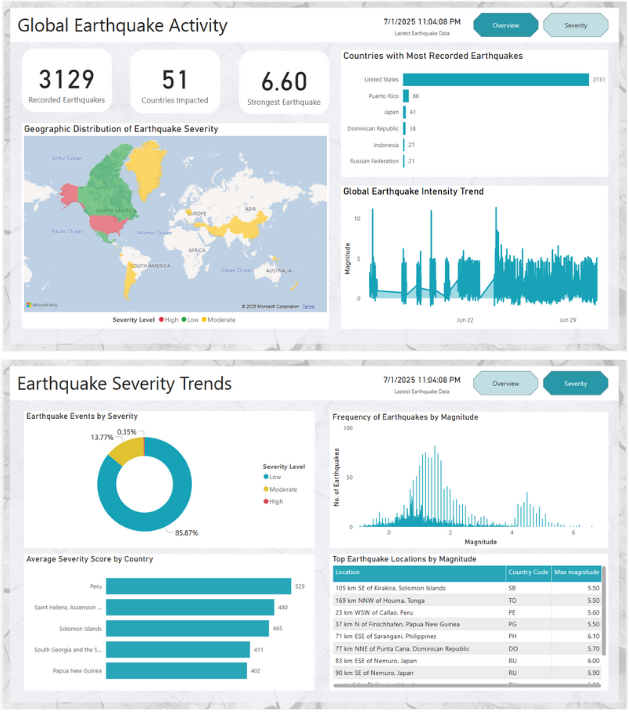 Global Earthquake Activity
7/1/2025 11:04:08 PM
Lastest Earthquake Data
Overview
Severity
3129
Recorded Earthquakes
51
Countries Impacted
6.60
Strongest Earthquake
Countries with Most Recorded Earthquakes
United States 2731
Puerto Rico 86
Japan 41
Dominican Republic 38
Indonesia 21
Russian Federation 21
Geographic Distribution of Earthquake Severity
Arctic Ocean
NORTH AMERICA
EUROPE
ASIA
Pacific Ocean
Atlantic Ocean
AFRICA
SOUTH AMERICA
Indian Ocean
AUSTRALIA
Microsoft Bing
© 2025 Microsoft Corporation Terms
Severity Level High Low Moderate
Global Earthquake Intensity Trend
Magnitude
10
5
0
Jun 22
Jun 29
Earthquake Severity Trends
7/1/2025 11:04:08 PM
Lastest Earthquake Data
Overview
Severity
Earthquake Events by Severity
0.35%
13.77%
85.87%
Severity Level
Low
Moderate
High
Frequency of Earthquakes by Magnitude
No. of Earthquakes
100
50
0
0 2 4 6
Magnitude
Average Severity Score by Country
Peru 529
Saint Helena, Ascension ... 480
Solomon Islands 465
South Georgia and the S... 411
Papua New Guinea 402
Top Earthquake Locations by Magnitude
Location Country Code Max magnitude
105 km SE of Kirakira, Solomon Islands SB 5.50
169 km NNW of Houma, Tonga TO 5.50
23 km WSW of Callao, Peru PE 5.60
37 km N of Finschhafen, Papua New Guinea PG 5.50
71 km ESE of Sarangani, Philippines PH 6.10
77 km NNE of Punta Cana, Dominican Republic DO 5.70
83 km ESE of Nemuro, Japan RU 6.00
90 km SE of Nemuro, Japan RU 5.90